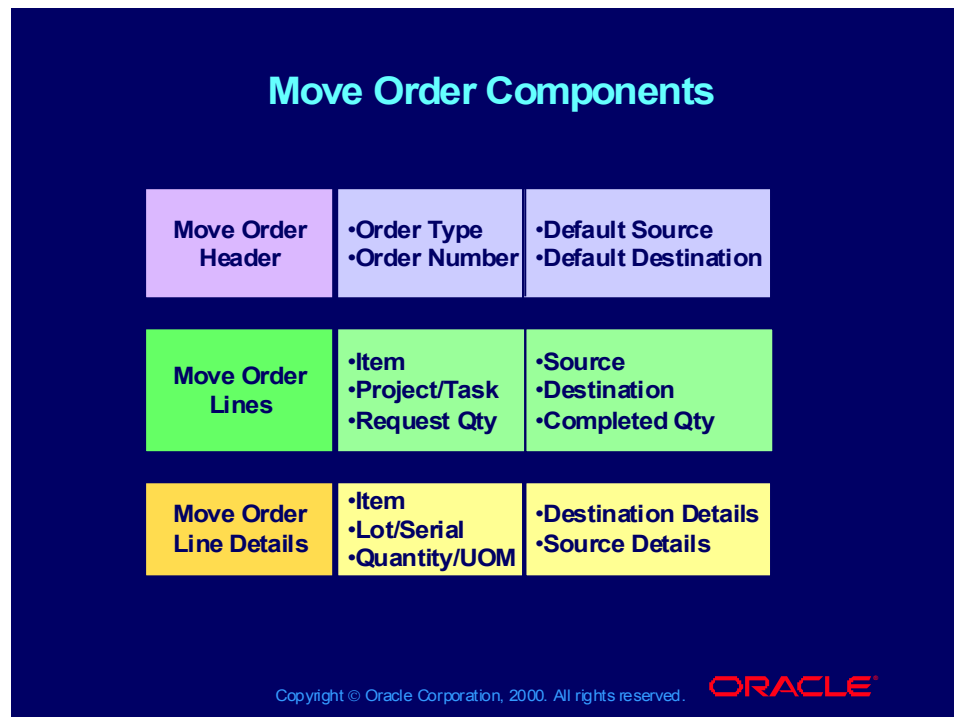 Move Order Components
Move Order
Header
•Order Type
•Order Number
•Default Source
•Default Destination
Move Order
Lines
•Item
•Project/Task
•Request Qty
•Source
•Destination
•Completed Qty
Move Order
Line Details
•Item
•Lot/Serial
•Quantity/UOM
•Destination Details
•Source Details
Copyright © Oracle Corporation, 2000. All rights reserved.
ORACLE®